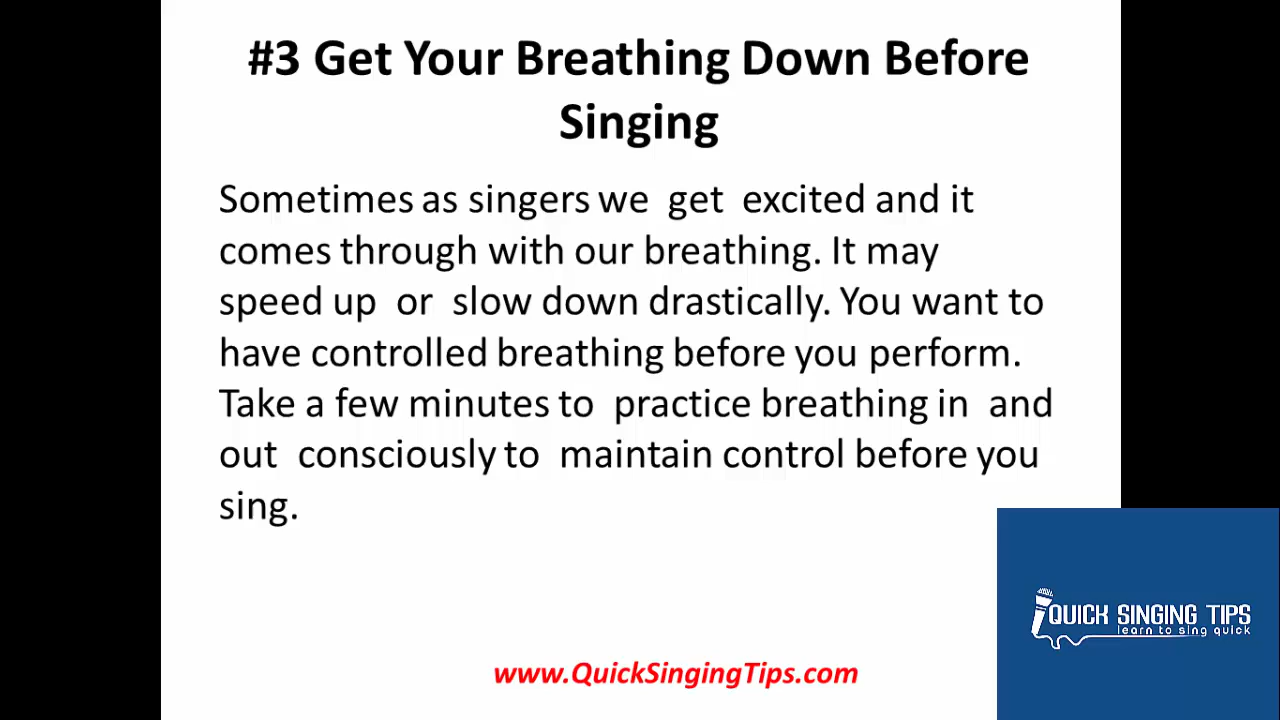 #3 Get Your Breathing Down Before
Singing
Sometimes as singers we get excited and it
comes through with our breathing. It may
speed up or slow down drastically. You want to
have controlled breathing before you perform.
Take a few minutes to practice breathing in and
out consciously to maintain control before you
sing.
QUICK SINGING TIPS
learn to sing quick
www.QuickSingingTips.com